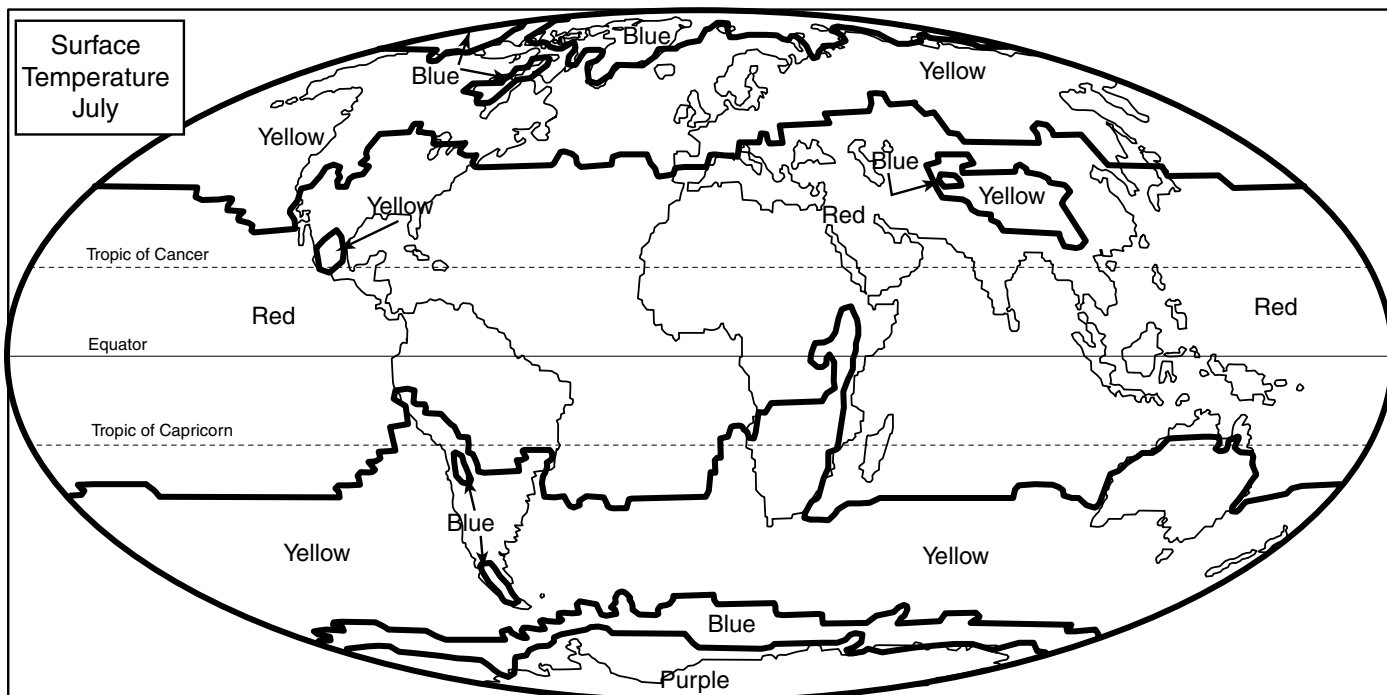 Surface
Temperature
July
Blue
Blue
Yellow
Yellow
Blue
Yellow
Yellow
Red
Tropic of Cancer
Red
Red
Equator
Tropic of Capricorn
Blue
Yellow
Yellow
Blue
Purple